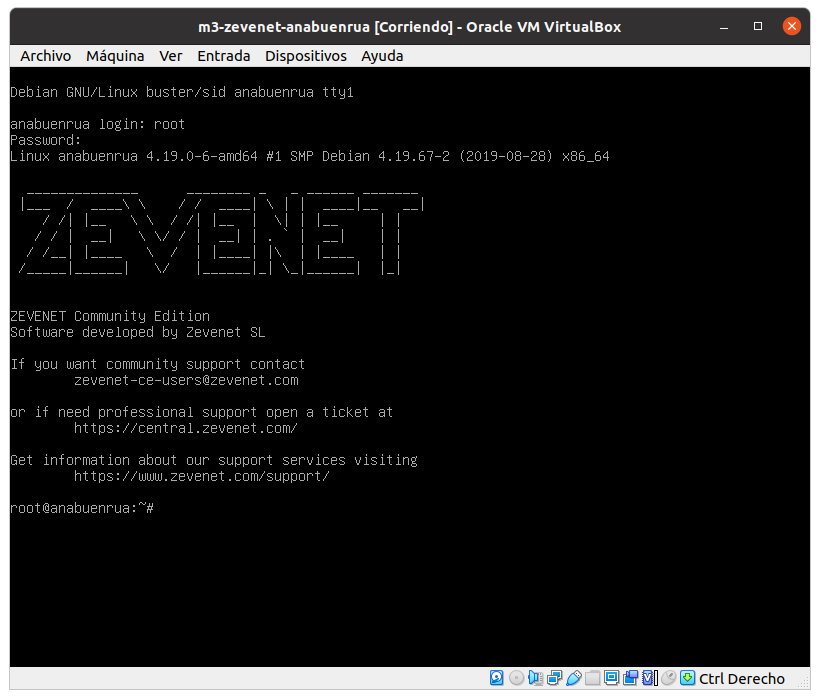 m3-zevenet-anabuenrua [Corriendo] - Oracle VM VirtualBox
Archivo Máquina Ver Entrada Dispositivos Ayuda
Debian GNU/Linux buster/sid anabuenrua tty1
anabuenrua login: root
Password:
Linux anabuenrua 4.19.0-6-amd64 #1 SMP Debian 4.19.67-2 (2019-08-28) x86_64
ZEVENET
ZEVENET Community Edition
Software developed by Zevenet SL
If you want community support contact
zevenet-ce-users@zevenet.com
or if need professional support open a ticket at
https://central.zevenet.com/
Get information about our support services visiting
https://www.zevenet.com/support/
root@anabuenrua:~#
Ctrl Derecho